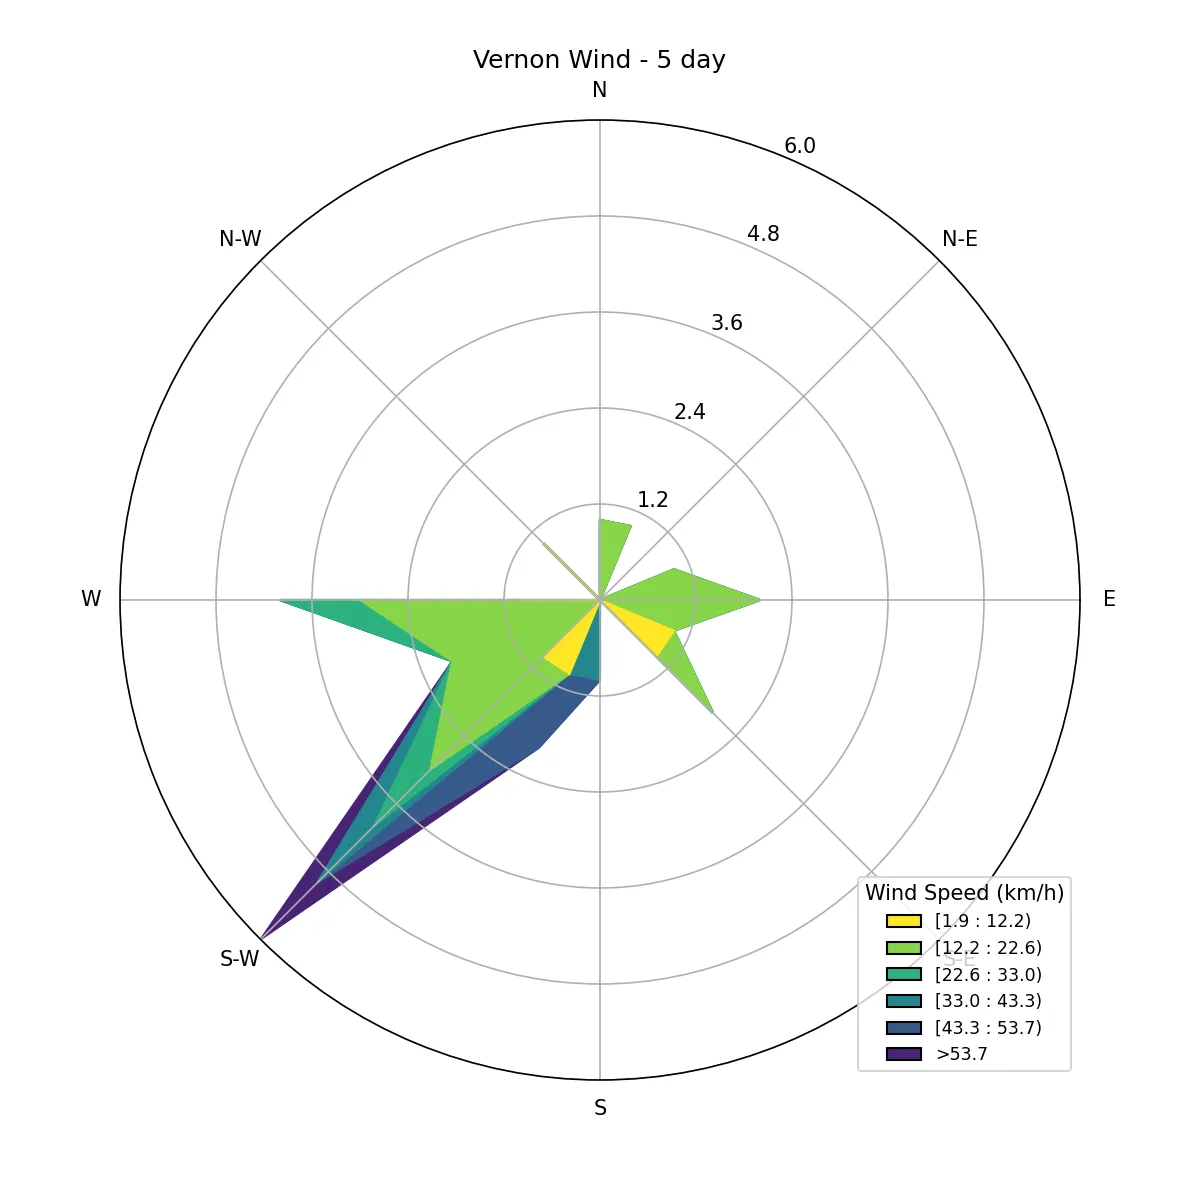 Vernon Wind - 5 day
N
6.0
N-W
4.8
N-E
3.6
2.4
1.2
W
E
S-W
S-E
Wind Speed (km/h)
[1.9 : 12.2)
[12.2 : 22.6)
[22.6 : 33.0)
[33.0 : 43.3)
[43.3 : 53.7)
>53.7
S